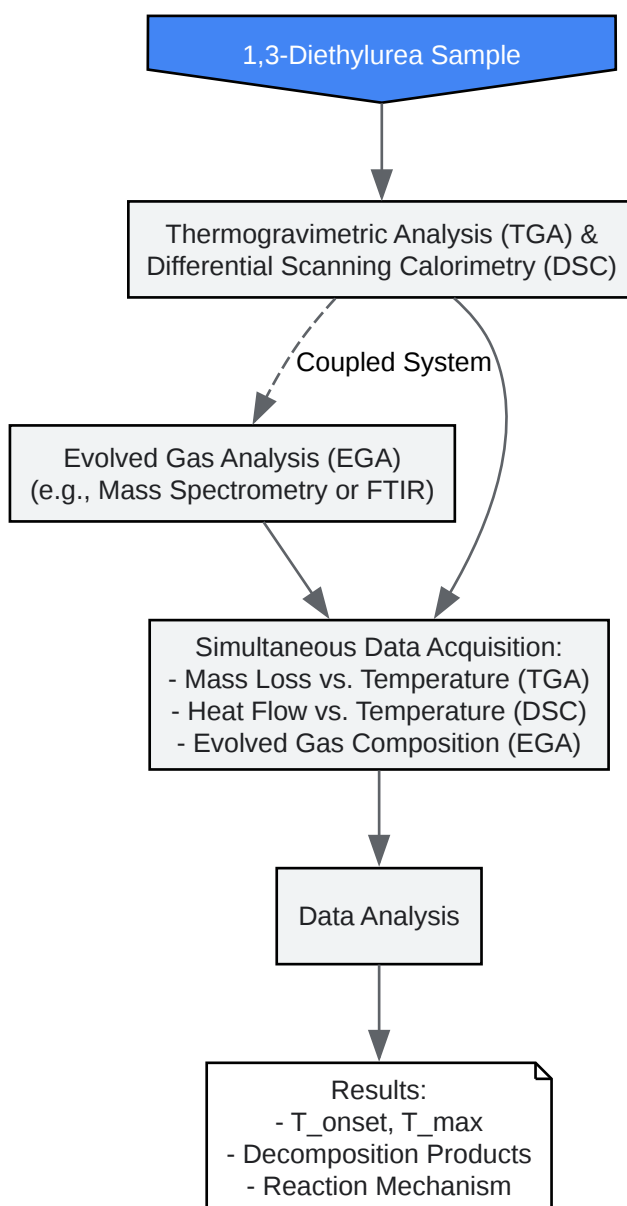 1,3-Diethylurea Sample
Thermogravimetric Analysis (TGA) &
Differential Scanning Calorimetry (DSC)
Coupled System
Evolved Gas Analysis (EGA)
(e.g., Mass Spectrometry or FTIR)
Simultaneous Data Acquisition:
- Mass Loss vs. Temperature (TGA)
- Heat Flow vs. Temperature (DSC)
- Evolved Gas Composition (EGA)
Data Analysis
Results:
- T_onset, T_max
- Decomposition Products
- Reaction Mechanism